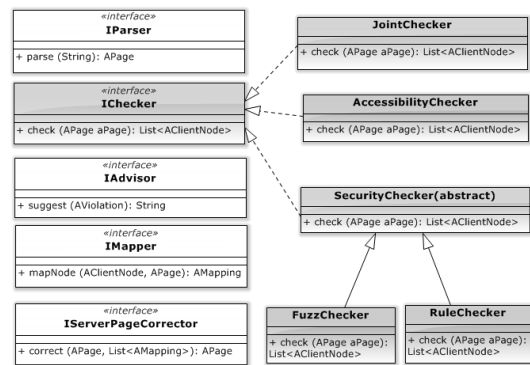 «interface»
IParser
+ parse (String): APage
«interface»
IChecker
+ check (APage aPage): List<AClientNode>
«interface»
IAdvisor
+ suggest (AViolation): String
«interface»
IMapper
+ mapNode (AClientNode, APage): AMapping
«interface»
IServerPageCorrector
+ correct (APage, List<AMapping>): APage
JointChecker
+ check (APage aPage): List<AClientNode>
AccessibilityChecker
+ check (APage aPage): List<AClientNode>
SecurityChecker(abstract)
+ check (APage aPage): List<AClientNode>
FuzzChecker
+ check (APage aPage):
List<AClientNode>
RuleChecker
+ check (APage aPage):
List<AClientNode>